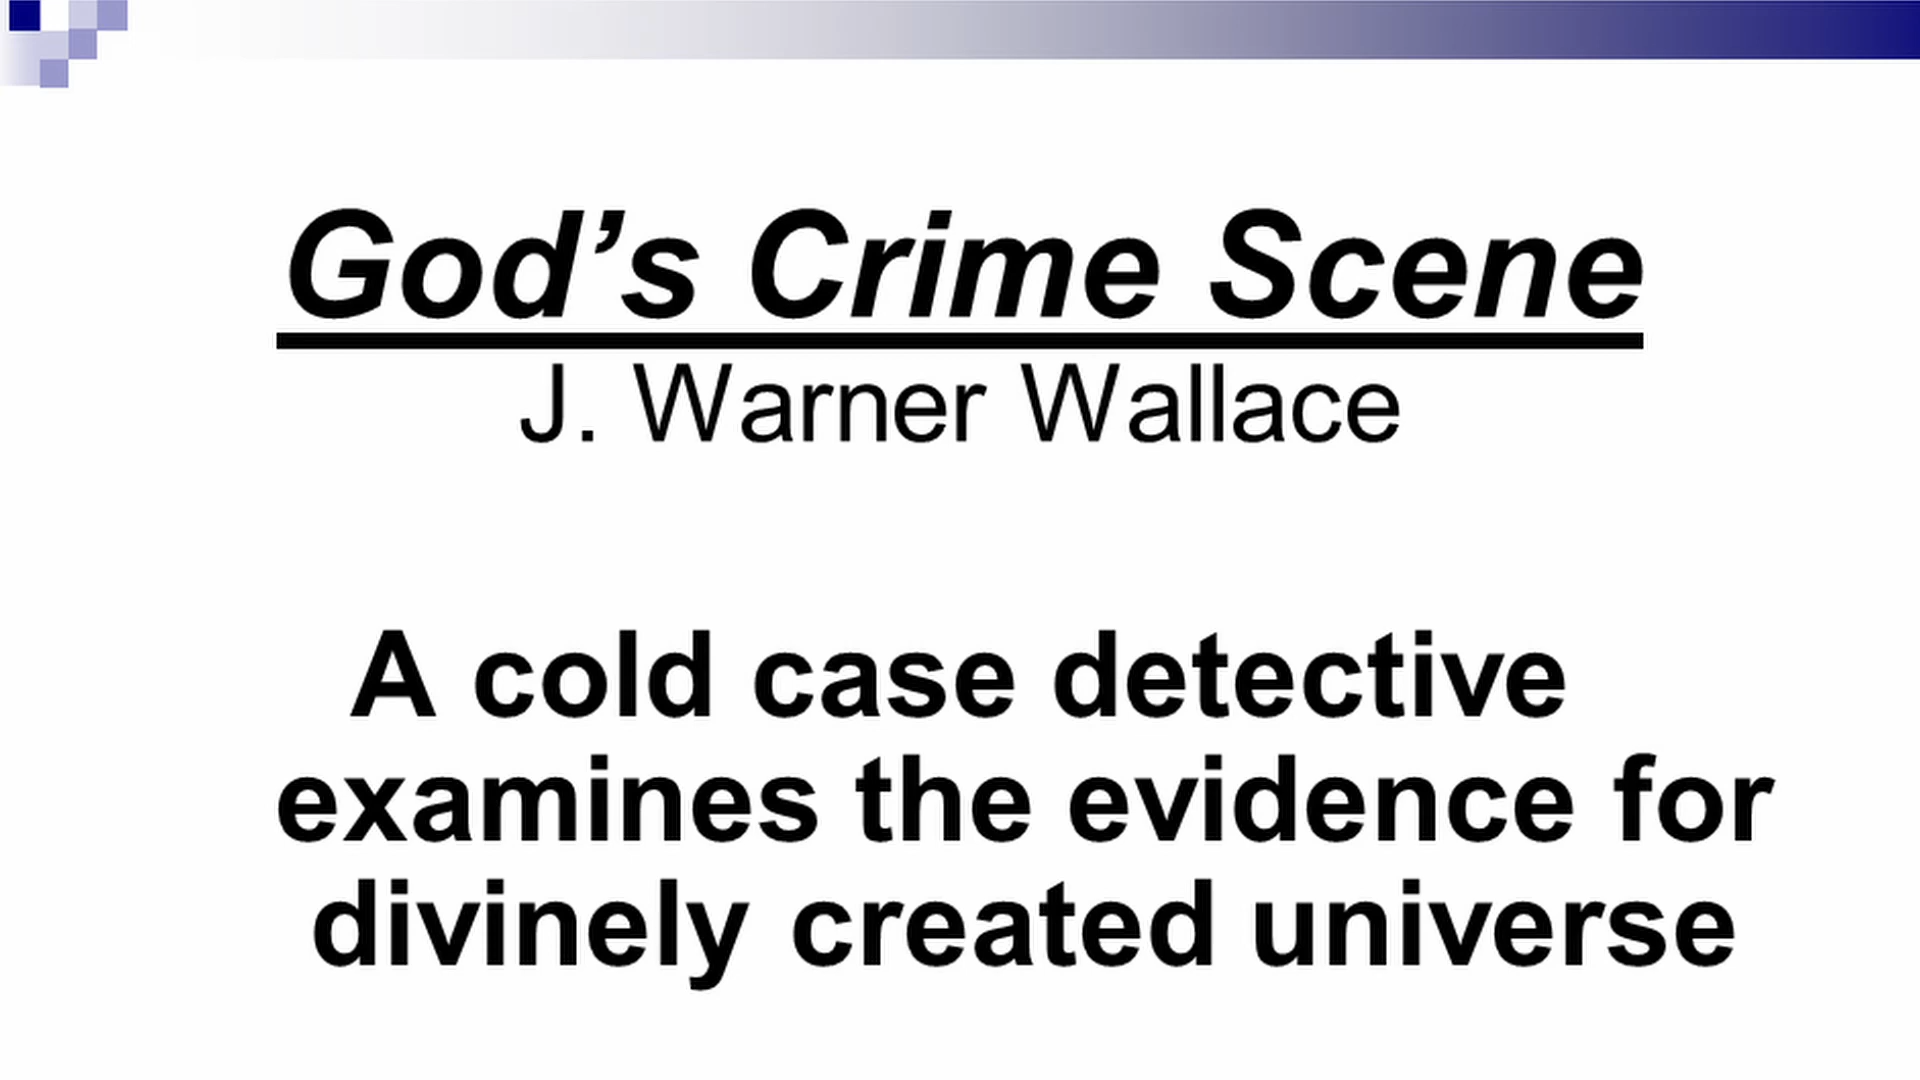 God’s Crime Scene
J. Warner Wallace
A cold case detective
examines the evidence for
divinely created universe